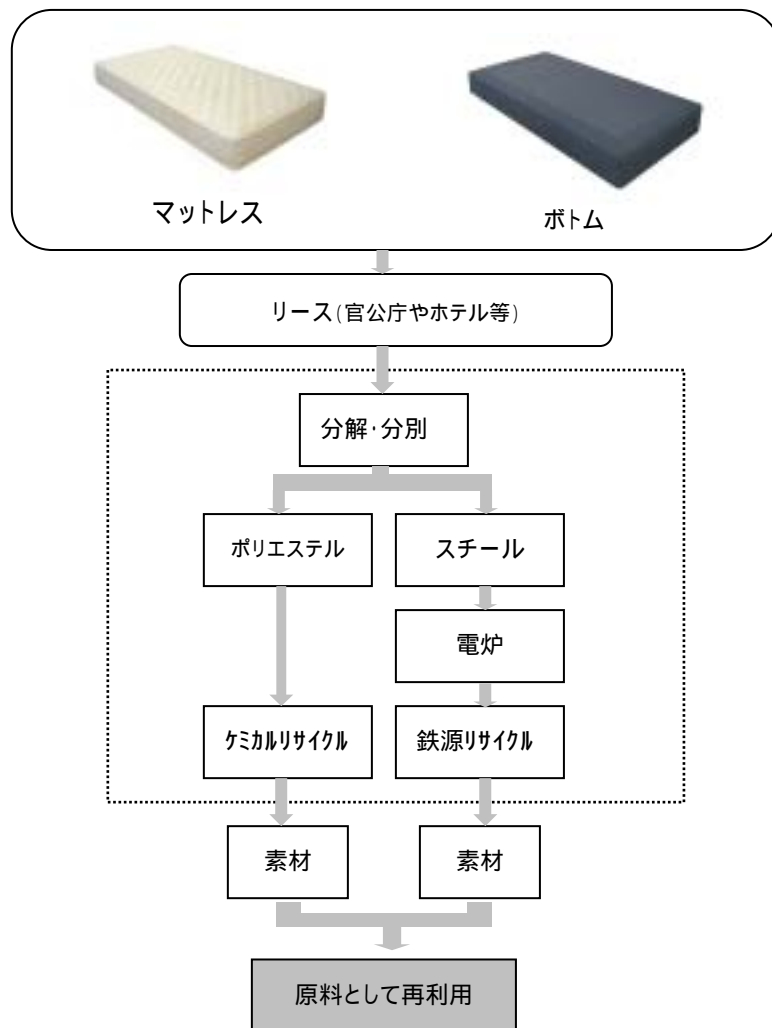 マットレス
ボトム
リース(官公庁やホテル等)
分解・分別
ポリエステル
スチール
電炉
ケミカルリサイクル
鉄源リサイクル
素材
素材
原料として再利用